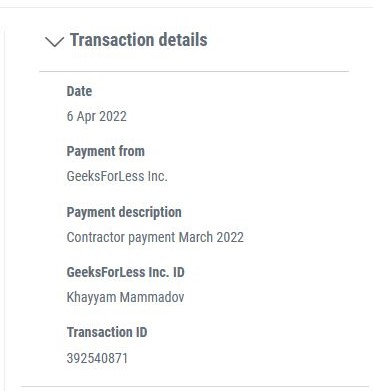 Transaction details
Date
6 Apr 2022
Payment from
GeeksForLess Inc.
Payment description
Contractor payment March 2022
GeeksForLess Inc. ID
Khayyam Mammadov
Transaction ID
392540871